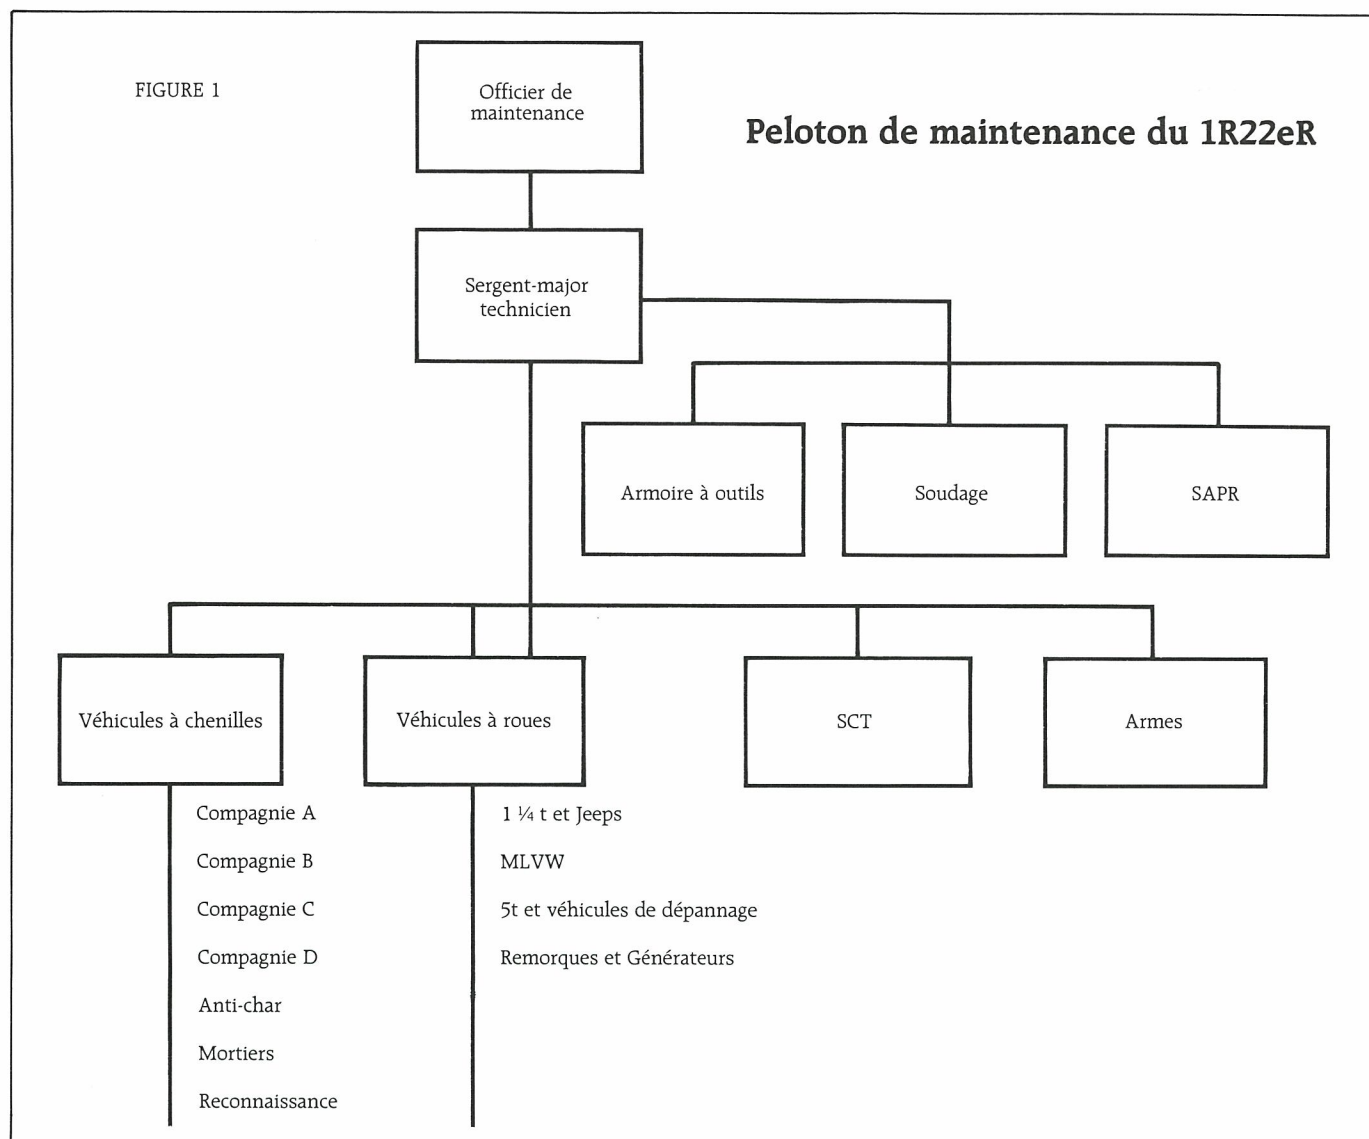 FIGURE 1
Officier de
maintenance
Peloton de maintenance du 1R22eR
Sergent-major
technicien
Armoire à outils
Soudage
SAPR
Véhicules à chenilles
Véhicules à roues
SCT
Armes
Compagnie A
Compagnie B
Compagnie C
Compagnie D
Anti-char
Mortiers
Reconnaissance
1 ¼ t et Jeeps
MLVW
5t et véhicules de dépannage
Remorques et Générateurs